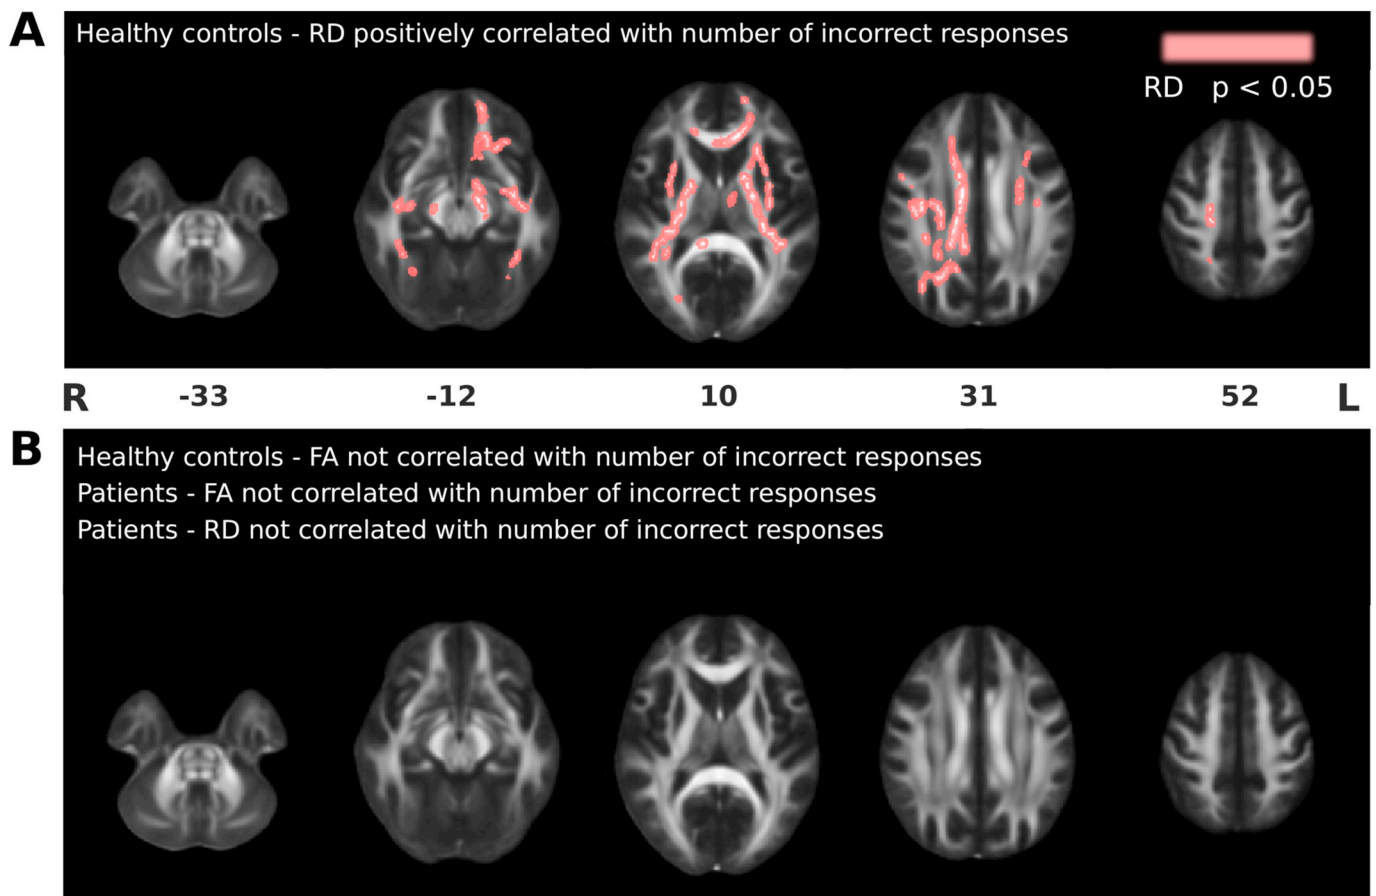 A
Healthy controls - RD positively correlated with number of incorrect responses
RD p < 0.05
R -33 -12 10 31 52 L
B
Healthy controls - FA not correlated with number of incorrect responses
Patients - FA not correlated with number of incorrect responses
Patients - RD not correlated with number of incorrect responses